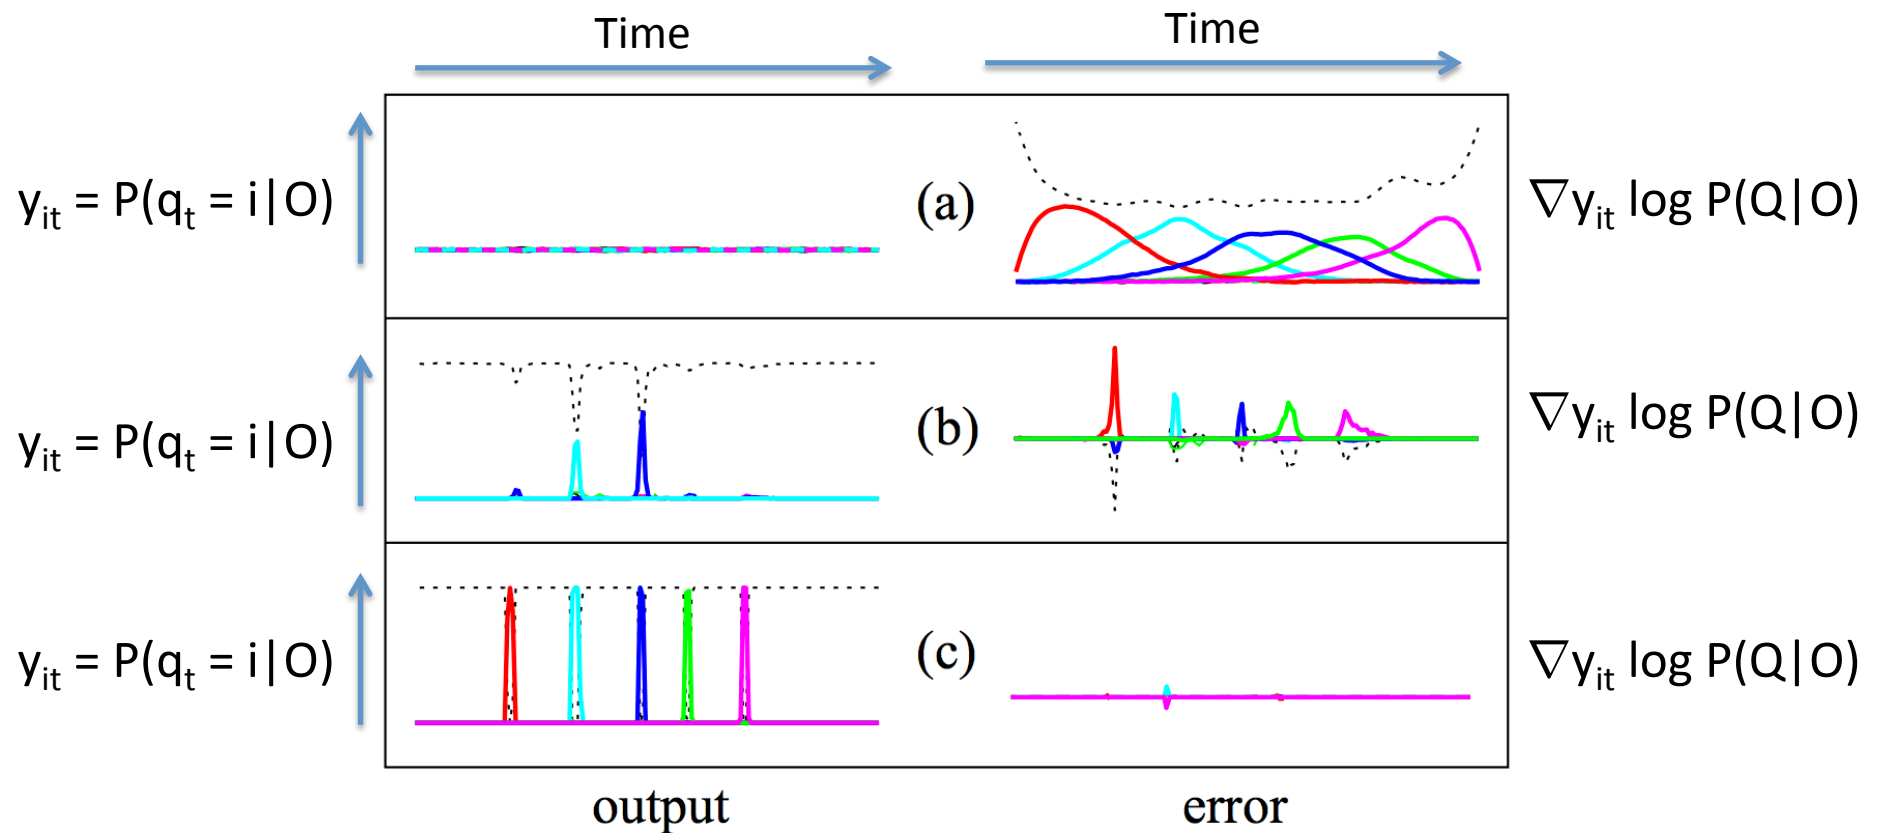 Time
Time
y_it = P(q_t = i|O)
(a)
∇y_it log P(Q|O)
y_it = P(q_t = i|O)
(b)
∇y_it log P(Q|O)
y_it = P(q_t = i|O)
(c)
∇y_it log P(Q|O)
output
error